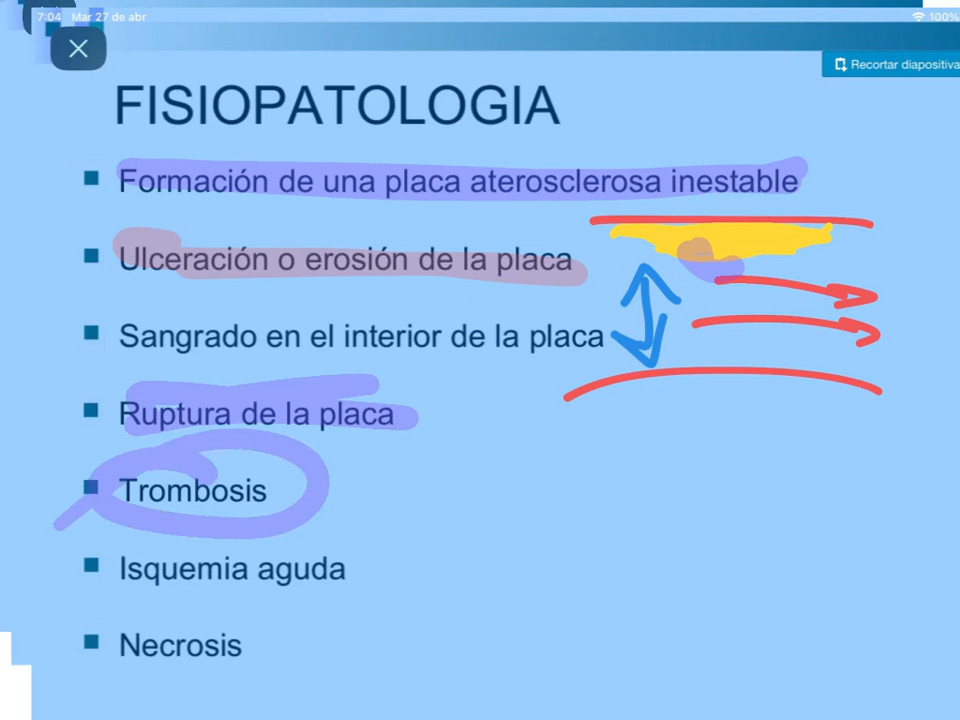 7:04 Mar 27 de abr
100%
Recortar diapositiva
FISIOPATOLOGIA
Formación de una placa aterosclerosa inestable
Ulceración o erosión de la placa
Sangrado en el interior de la placa
Ruptura de la placa
Trombosis
Isquemia aguda
Necrosis